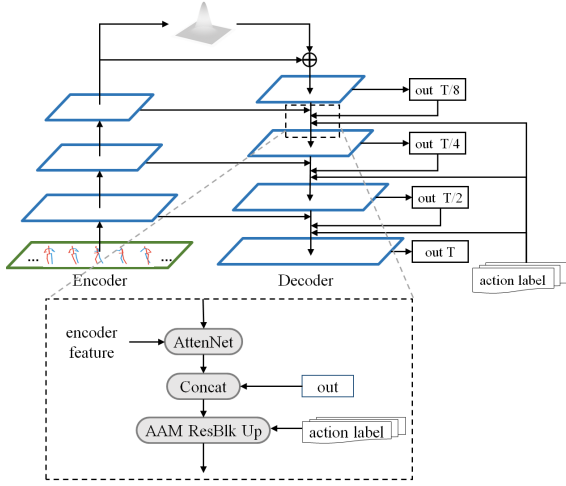 out T/8
out T/4
out T/2
... ...
out T
Encoder
Decoder
action label
encoder
feature
AttenNet
Concat
out
AAM ResBlk Up
action label